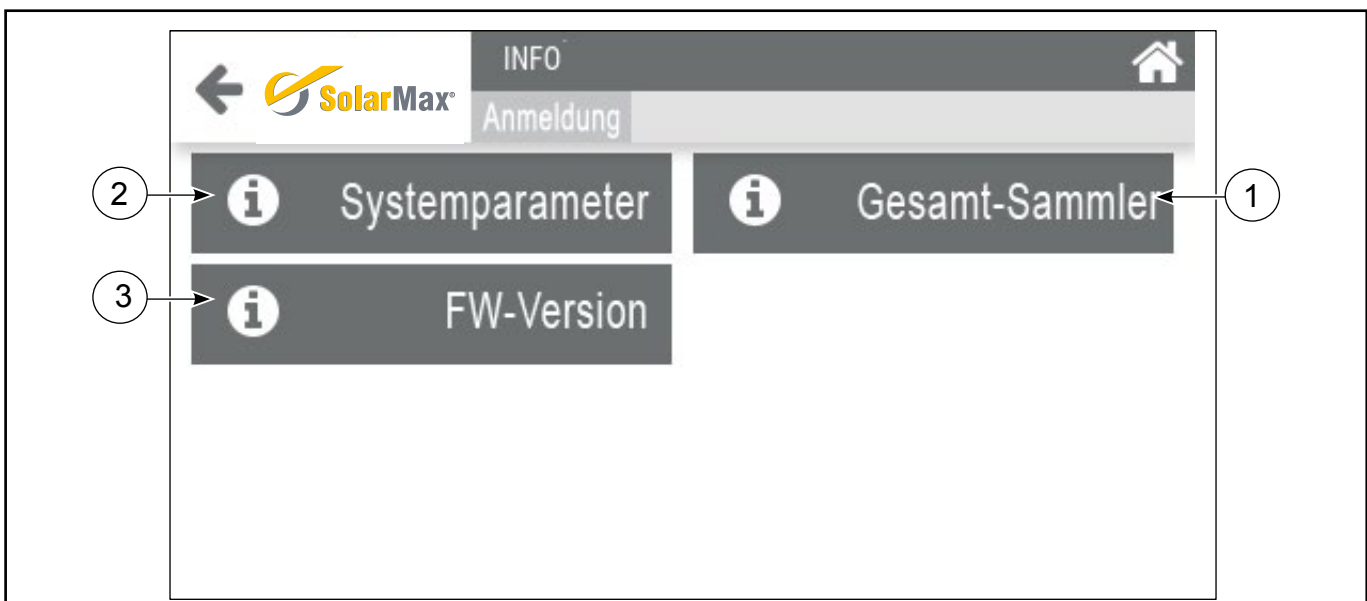 INFO
SolarMax®
Anmeldung
2
Systemparameter
Gesamt-Sammler
1
3
FW-Version